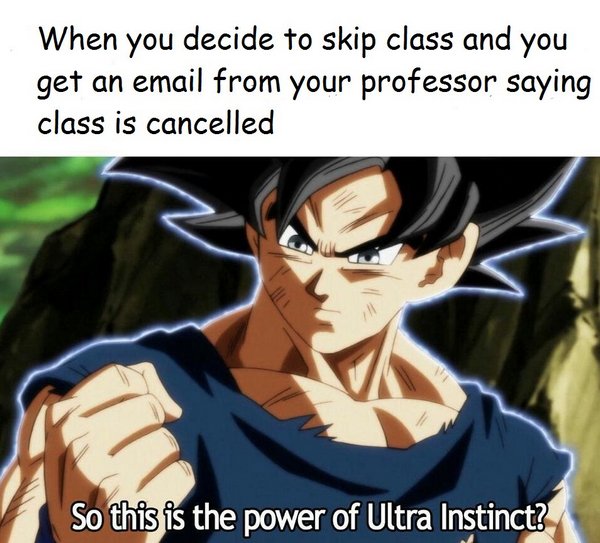 When you decide to skip class and you
get an email from your professor saying
class is cancelled
So this is the power of Ultra Instinct?